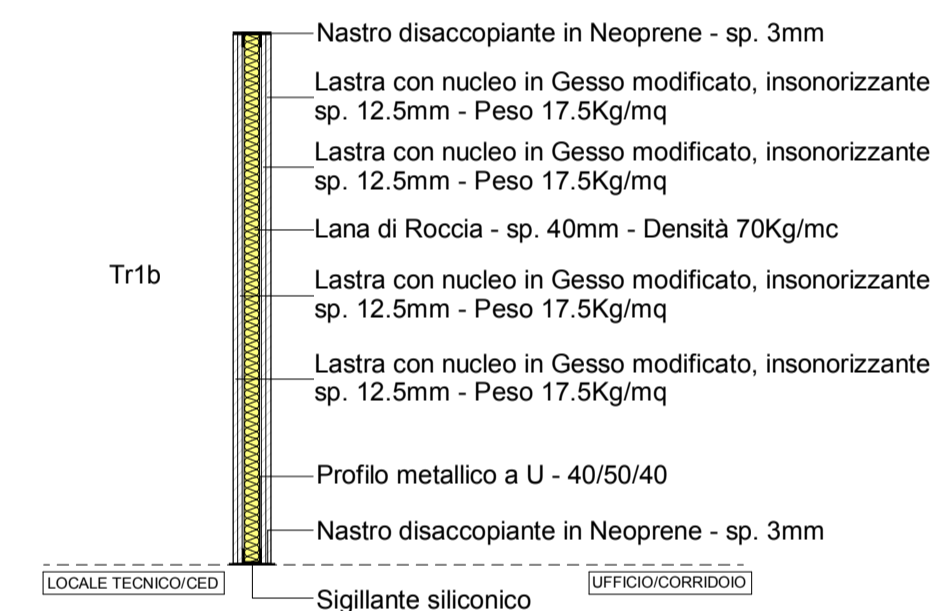 Nastro disaccopiante in Neoprene - sp. 3mm
Lastra con nucleo in Gesso modificato, insonorizzante
sp. 12.5mm - Peso 17.5Kg/mq
Lastra con nucleo in Gesso modificato, insonorizzante
sp. 12.5mm - Peso 17.5Kg/mq
Lana di Roccia - sp. 40mm - Densità 70Kg/mc
Tr1b
Lastra con nucleo in Gesso modificato, insonorizzante
sp. 12.5mm - Peso 17.5Kg/mq
Lastra con nucleo in Gesso modificato, insonorizzante
sp. 12.5mm - Peso 17.5Kg/mq
Profilo metallico a U - 40/50/40
Nastro disaccopiante in Neoprene - sp. 3mm
LOCALE TECNICO/CED
UFFICIO/CORRIDOIO
Sigillante siliconico